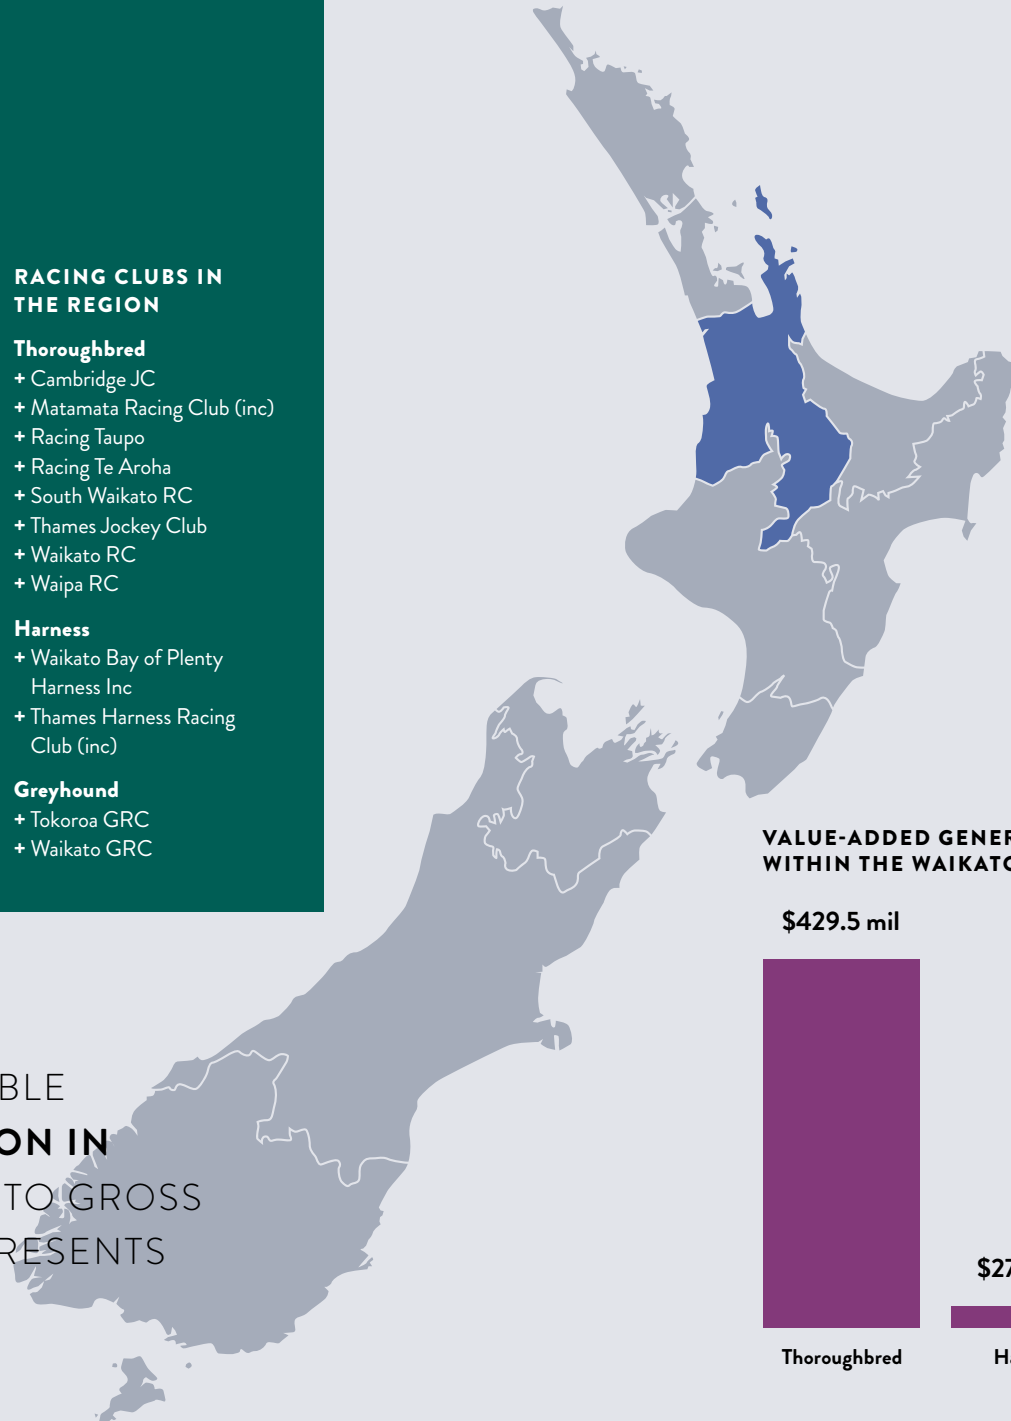 RACING CLUBS IN
THE REGION
Thoroughbred
+ Cambridge JC
+ Matamata Racing Club (inc)
+ Racing Taupo
+ Racing Te Aroha
+ South Waikato RC
+ Thames Jockey Club
+ Waikato RC
+ Waipa RC
Harness
+ Waikato Bay of Plenty
Harness Inc
+ Thames Harness Racing
Club (inc)
Greyhound
+ Tokoroa GRC
+ Waikato GRC
BLE
ON IN
TO GROSS
RESENTS
VALUE-ADDED GENER
WITHIN THE WAIKATO
$429.5 mil
$27
Thoroughbred